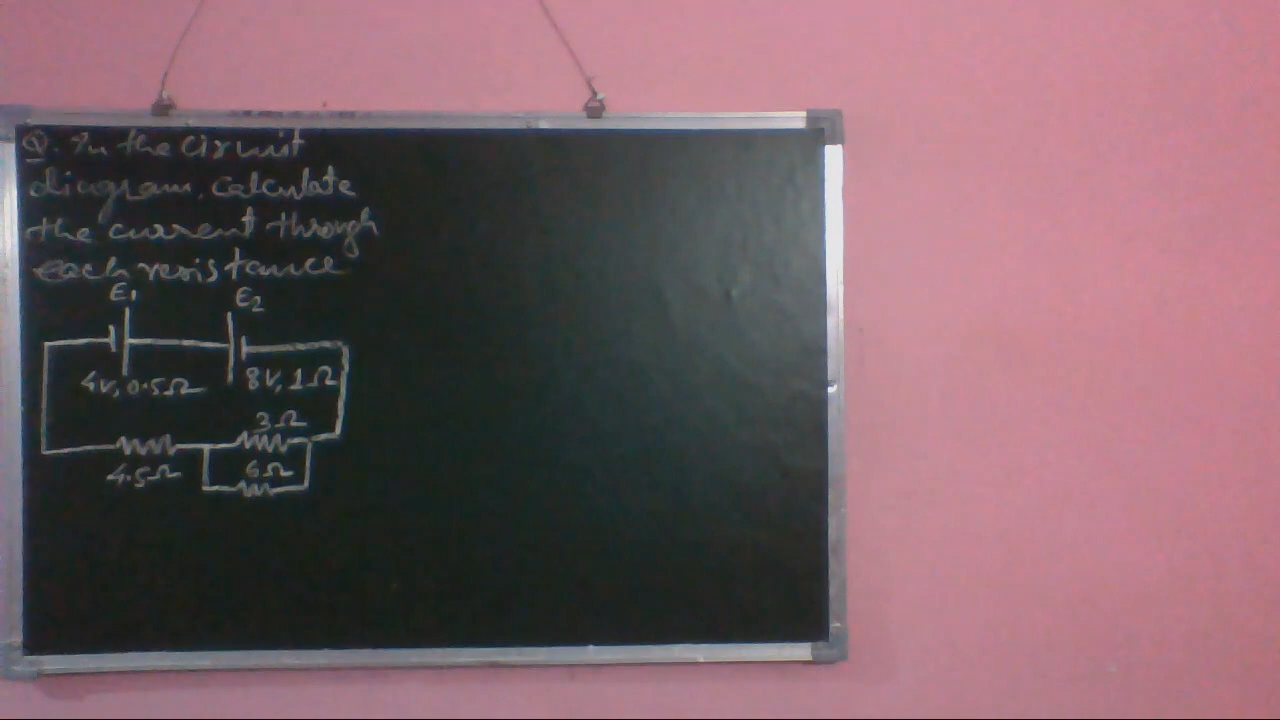 Q. In the circuit
diagram, calculate
the current through
each resistance
E1 E2
4V, 0.5Ω 8V, 1Ω
3Ω
4.5Ω 6Ω